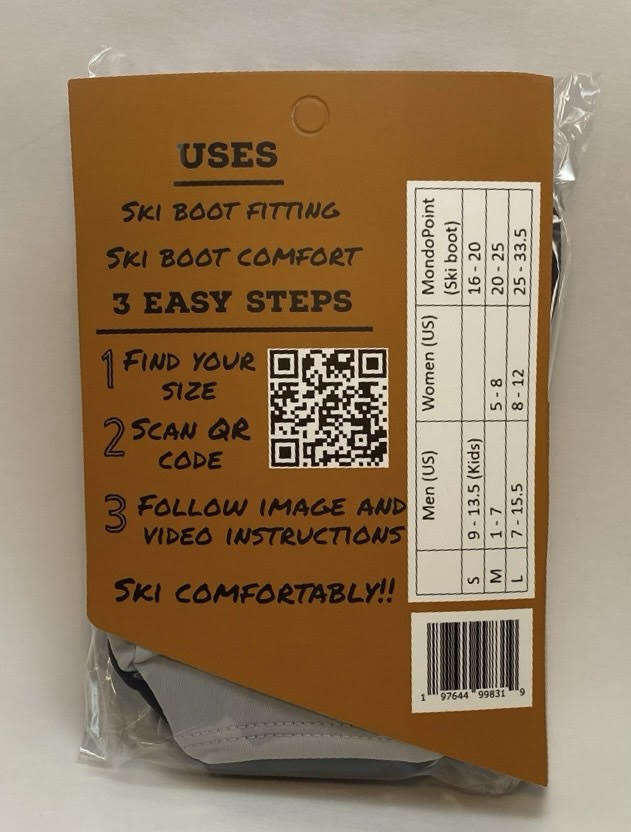 USES
SKI BOOT FITTING
SKI BOOT COMFORT
3 EASY STEPS
1 FIND YOUR
SIZE
2 SCAN QR
CODE
3 FOLLOW IMAGE AND
VIDEO INSTRUCTIONS
SKI COMFORTABLY!!
Men (US) Women (US) MondoPoint
(Ski boot)
S 9 - 13.5 (Kids) 16 - 20
M 1 - 7 5 - 8 20 - 25
L 7 - 15.5 8 - 12 25 - 33.5
1 97644 99831 9